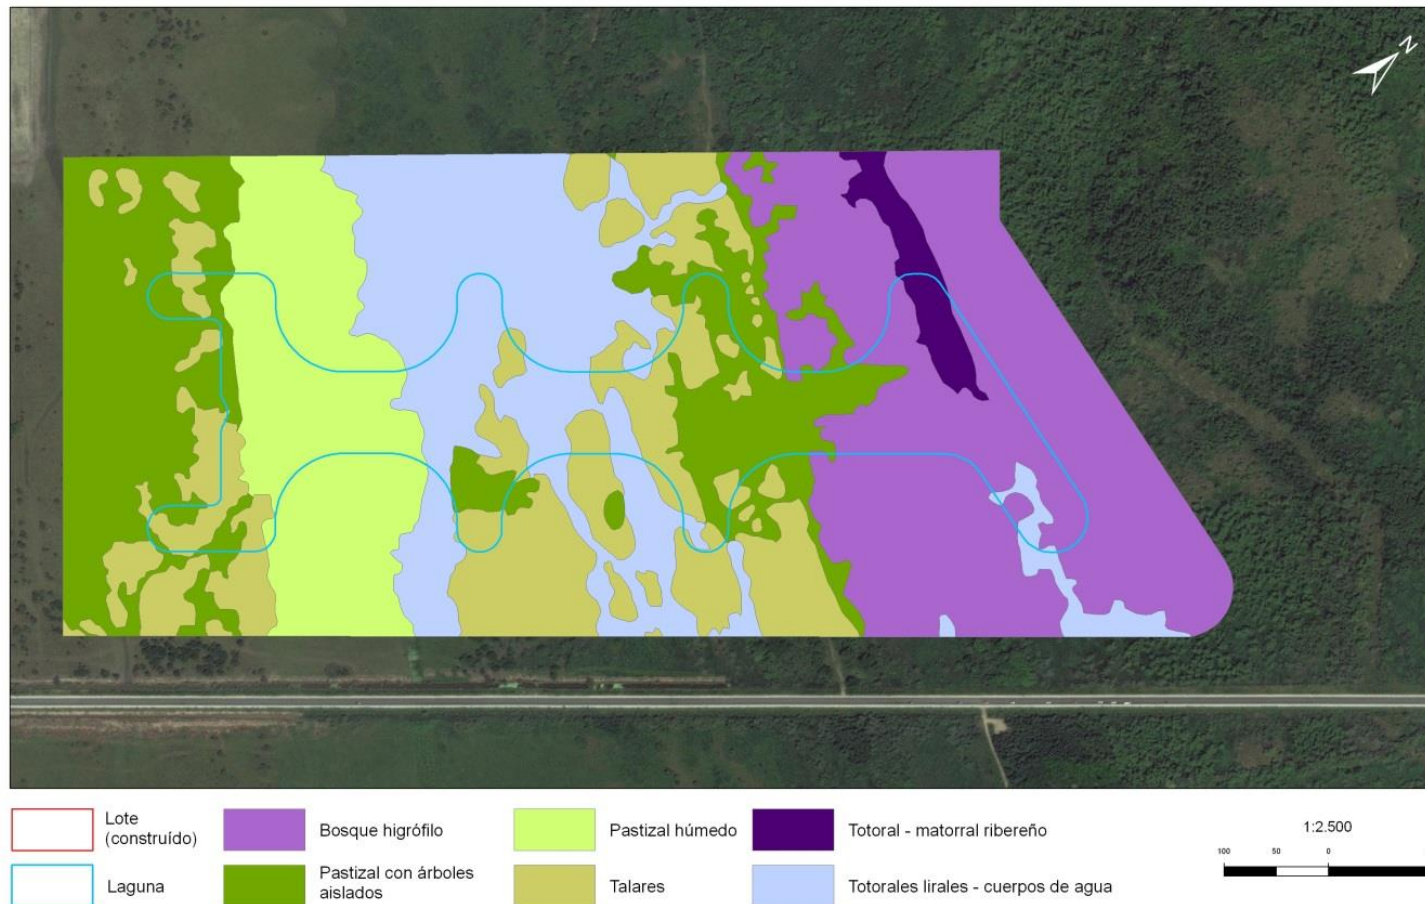 N
Lote
(construído)
Bosque higrófilo
Pastizal húmedo
Totoral - matorral ribereño
1:2.500
Laguna
Pastizal con árboles
aislados
Talares
Totorales lirales - cuerpos de agua
100 50 0